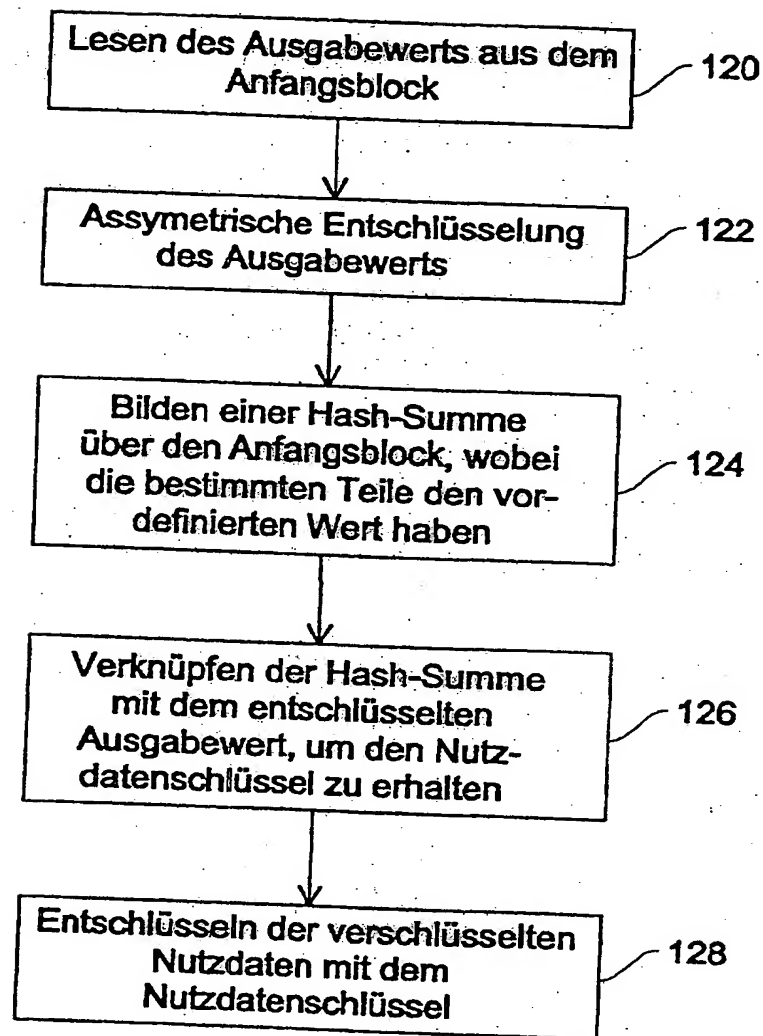 Lesen des Ausgabewerts aus dem
Anfangsblock
120
Assymetrische Entschlüsselung
des Ausgabewerts
122
Bilden einer Hash-Summe
über den Anfangsblock, wobei
die bestimmten Teile den vor-
definierten Wert haben
124
Verknüpfen der Hash-Summe
mit dem entschlüsselten
Ausgabewert, um den Nutz-
datenschlüssel zu erhalten
126
Entschlüsseln der verschlüsselten
Nutzdaten mit dem
Nutzdatenschlüssel
128